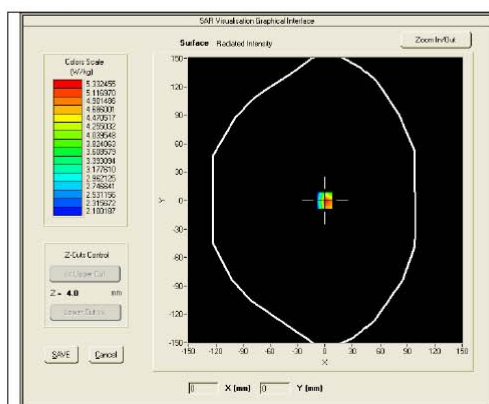 SAR Visualisation Graphical Interface
Surface Radiated Intensity
Zoom In/Out
Colors Scale
(W/kg)
5.332455
5.116970
4.901486
4.686001
4.470517
4.255032
4.039548
3.824063
3.608579
3.393094
3.177610
2.962125
2.746641
2.531156
2.315672
2.100187
Z-Cuts Control
Z = 4.0 mm
SAVE
Cancel
150
120
90
60
30
0
-30
-60
-90
-120
-150
Y
-150 -120 -90 -60 -30 0 30 60 90 120 150
X
0 X (mm) 0 Y (mm)